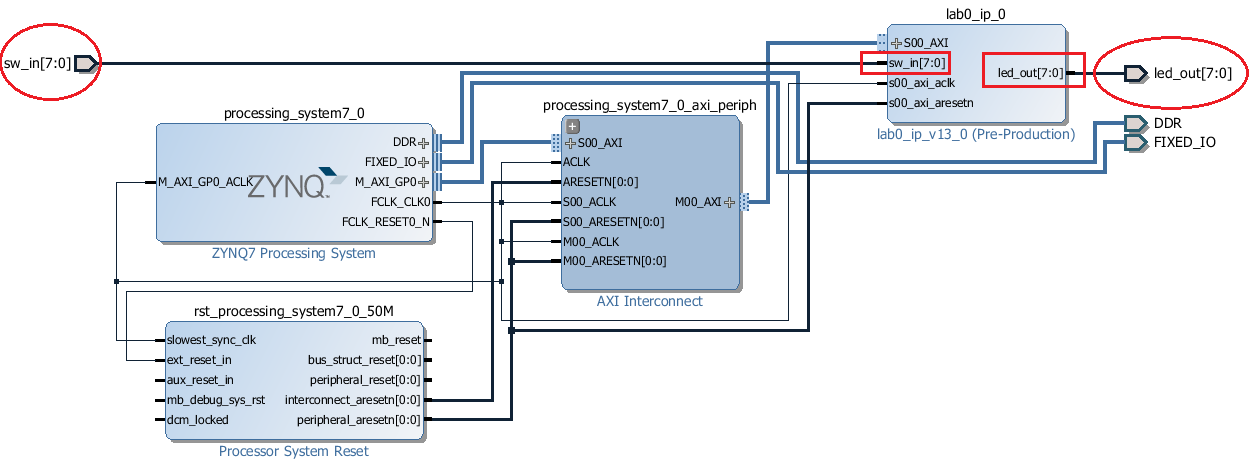 lab0_ip_0
S00_AXI
sw_in[7:0]
sw_in[7:0]
led_out[7:0]
led_out[7:0]
s00_axi_aclk
s00_axi_aresetn
lab0_ip_v13_0 (Pre-Production)
DDR
FIXED_IO
processing_system7_0
DDR
FIXED_IO
M_AXI_GP0_ACLK
ZYNQ
M_AXI_GP0
FCLK_CLK0
FCLK_RESET0_N
ZYNQ7 Processing System
processing_system7_0_axi_periph
S00_AXI
ACLK
ARESETN[0:0]
S00_ACLK
M00_AXI
S00_ARESETN[0:0]
M00_ACLK
M00_ARESETN[0:0]
AXI Interconnect
rst_processing_system7_0_50M
slowest_sync_clk
mb_reset
ext_reset_in
bus_struct_reset[0:0]
aux_reset_in
peripheral_reset[0:0]
mb_debug_sys_rst
interconnect_aresetn[0:0]
dcm_locked
peripheral_aresetn[0:0]
Processor System Reset